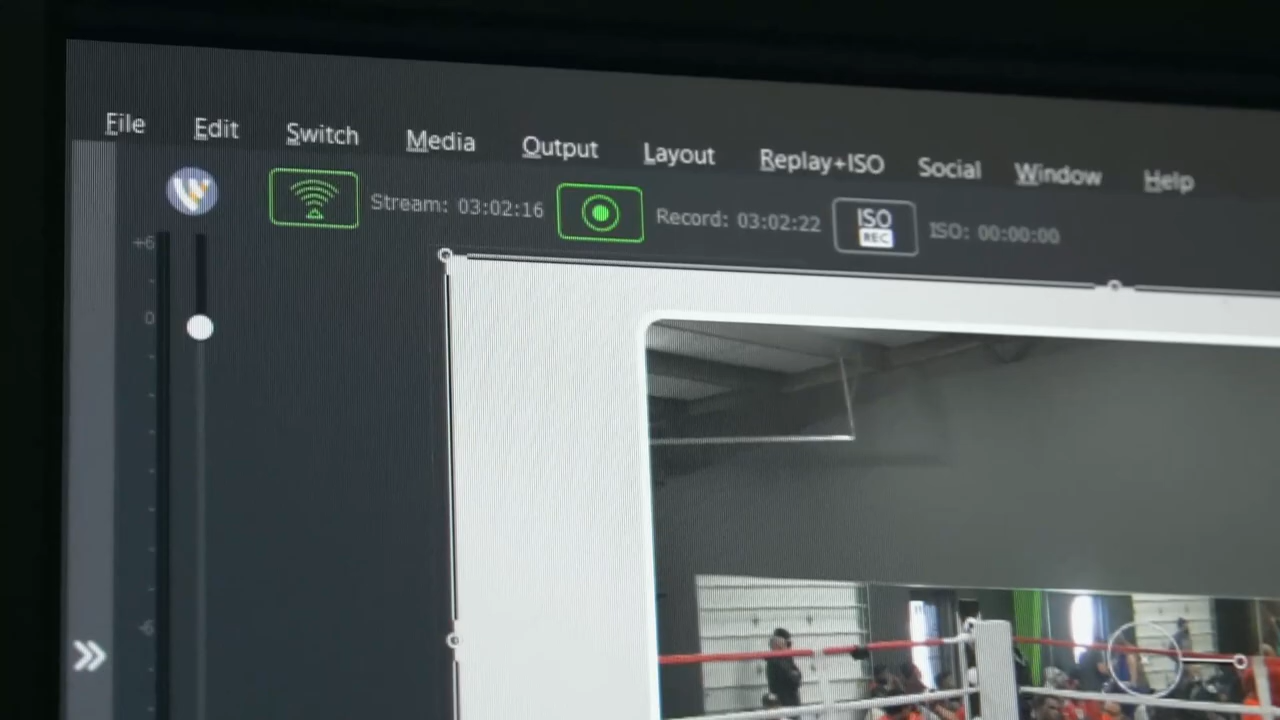 File Edit Switch Media Output Layout Replay+ISO Social Window Help
Stream: 03:02:16 Record: 03:02:22 ISO REC ISO: 00:00:00
+6
0
-6